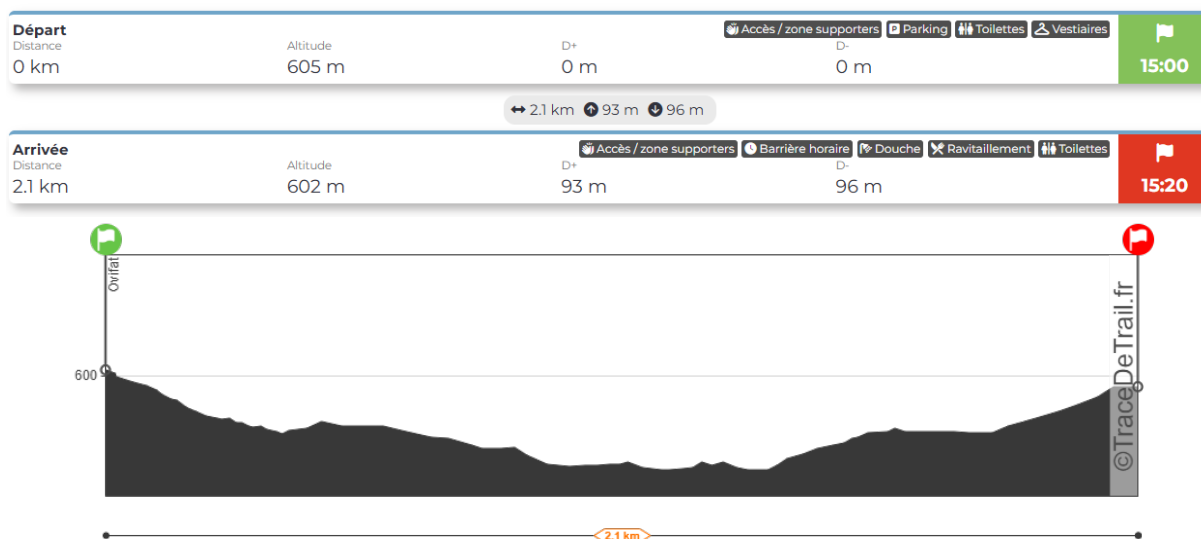 Départ
Accès / zone supporters Parking Toilettes Vestiaires
Distance Altitude D+ D-
0 km 605 m 0 m 0 m
15:00
2.1 km 93 m 96 m
Arrivée
Accès / zone supporters Barrière horaire Douche Ravitaillement Toilettes
Distance Altitude D+ D-
2.1 km 602 m 93 m 96 m
15:20
Ovifat
600
©TraceDeTrail.fr
2.1 km